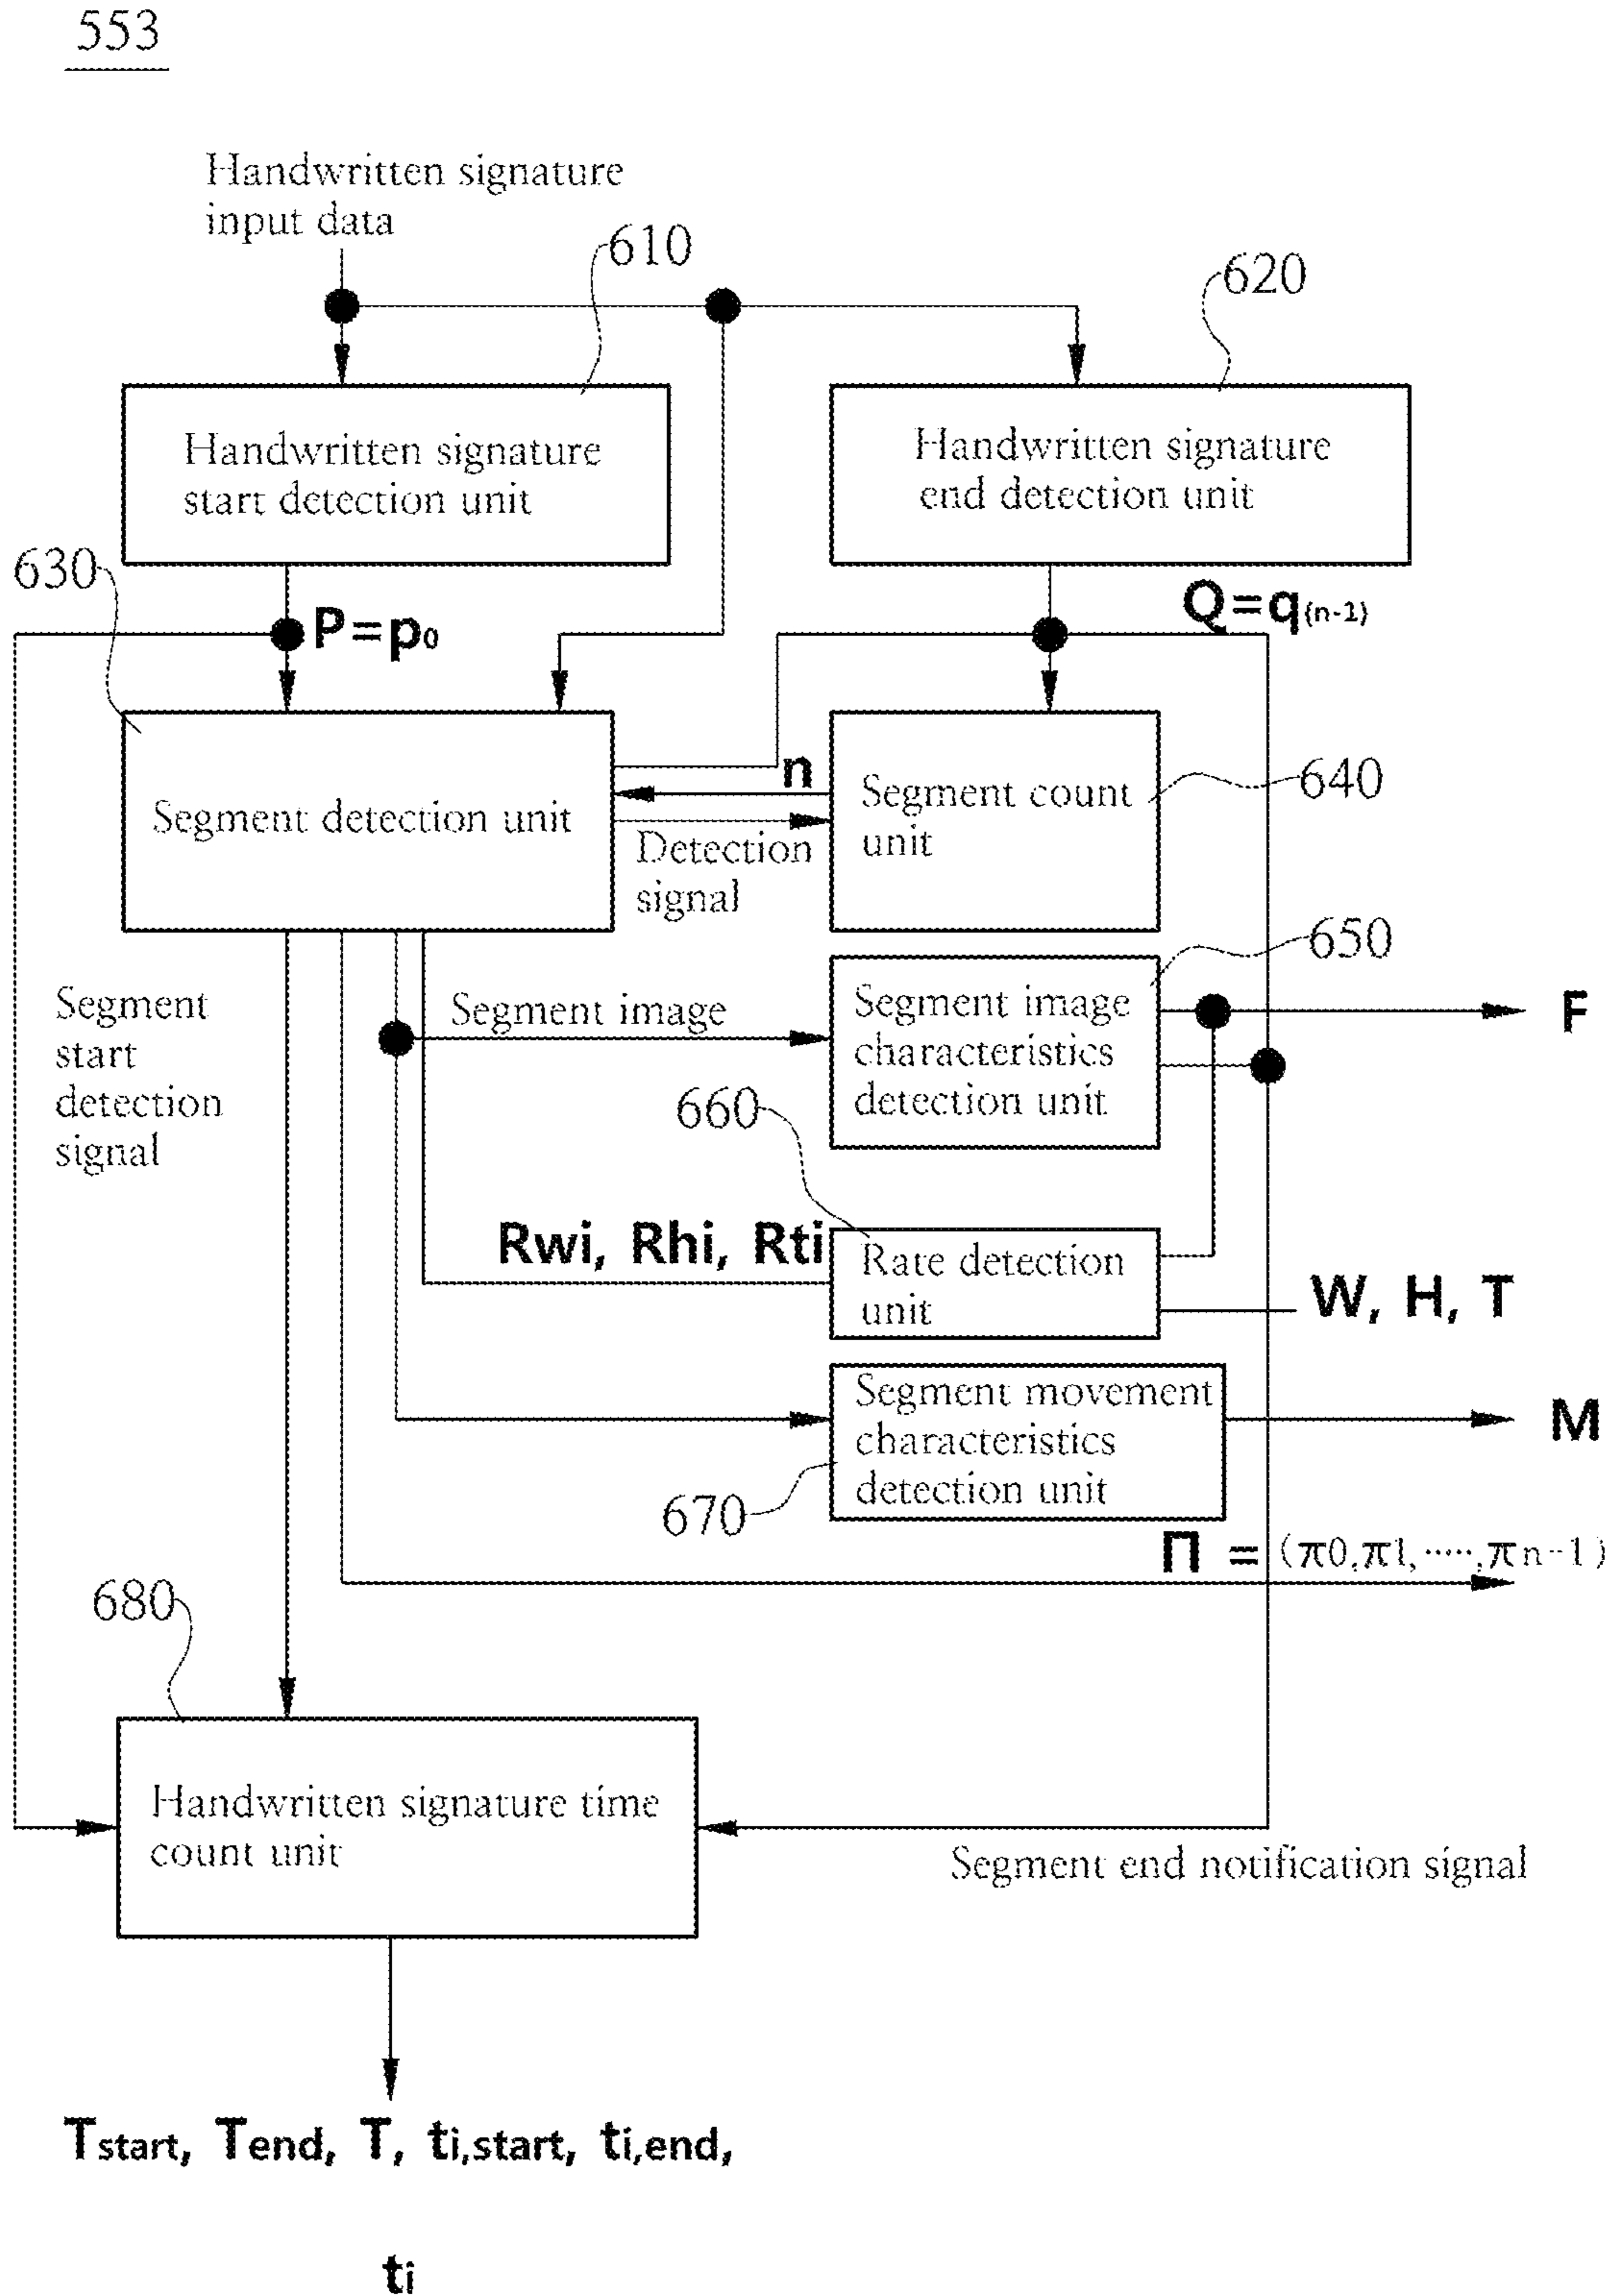 553
Handwritten signature
input data
610
620
Handwritten signature
start detection unit
Handwritten signature
end detection unit
630
P=p0
Q=q(n-1)
Segment detection unit
n
Detection
signal
Segment count
unit
640
650
Segment
start
detection
signal
Segment image
Segment image
characteristics
detection unit
F
660
Rwi, Rhi, Rti
Rate detection
unit
W, H, T
Segment movement
characteristics
detection unit
M
670
Π = (π0,π1,·····,πn-1)
680
Handwritten signature time
count unit
Segment end notification signal
Tstart, Tend, T, ti,start, ti,end,
ti